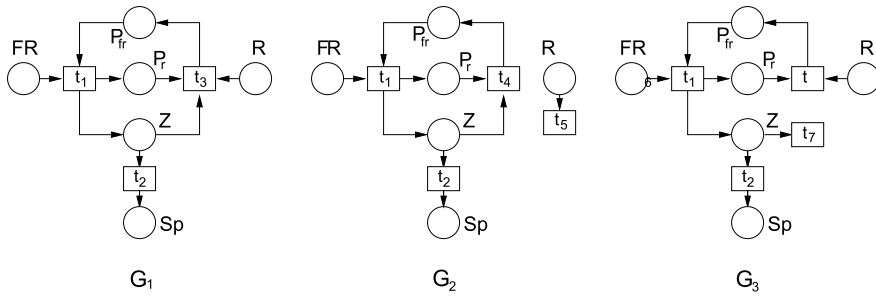 P_fr P_fr P_fr
FR R FR R FR R
P_r P_r P_r
t_1 t_3 t_1 t_4 6 t_1 t
Z Z t_5 Z t_7
t_2 t_2 t_2
Sp Sp Sp
G_1 G_2 G_3